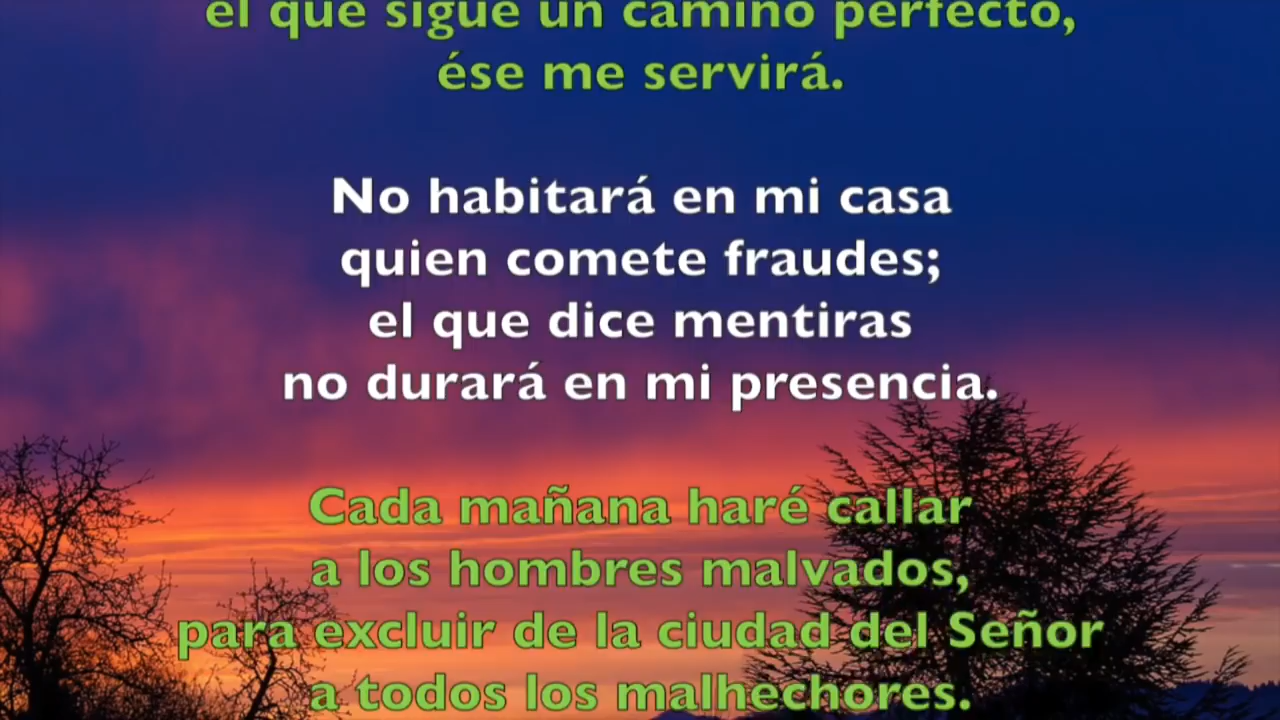 el que sigue un camino perfecto,
ése me servirá.
No habitará en mi casa
quien comete fraudes;
el que dice mentiras
no durará en mi presencia.
Cada mañana haré callar
a los hombres malvados,
para excluir de la ciudad del Señor
a todos los malhechores.